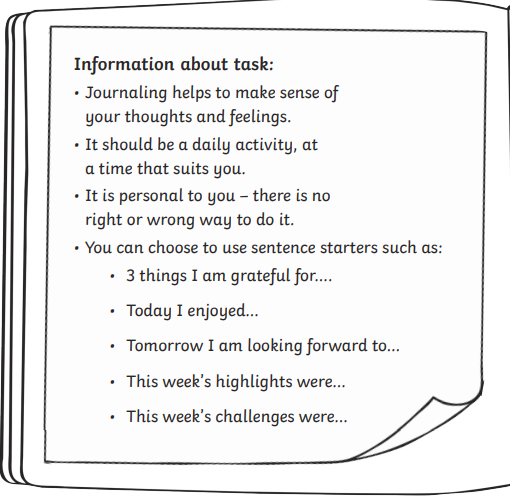 Information about task:
• Journaling helps to make sense of
your thoughts and feelings.
• It should be a daily activity, at
a time that suits you.
• It is personal to you – there is no
right or wrong way to do it.
• You can choose to use sentence starters such as:
• 3 things I am grateful for....
• Today I enjoyed...
• Tomorrow I am looking forward to...
• This week's highlights were...
• This week's challenges were...